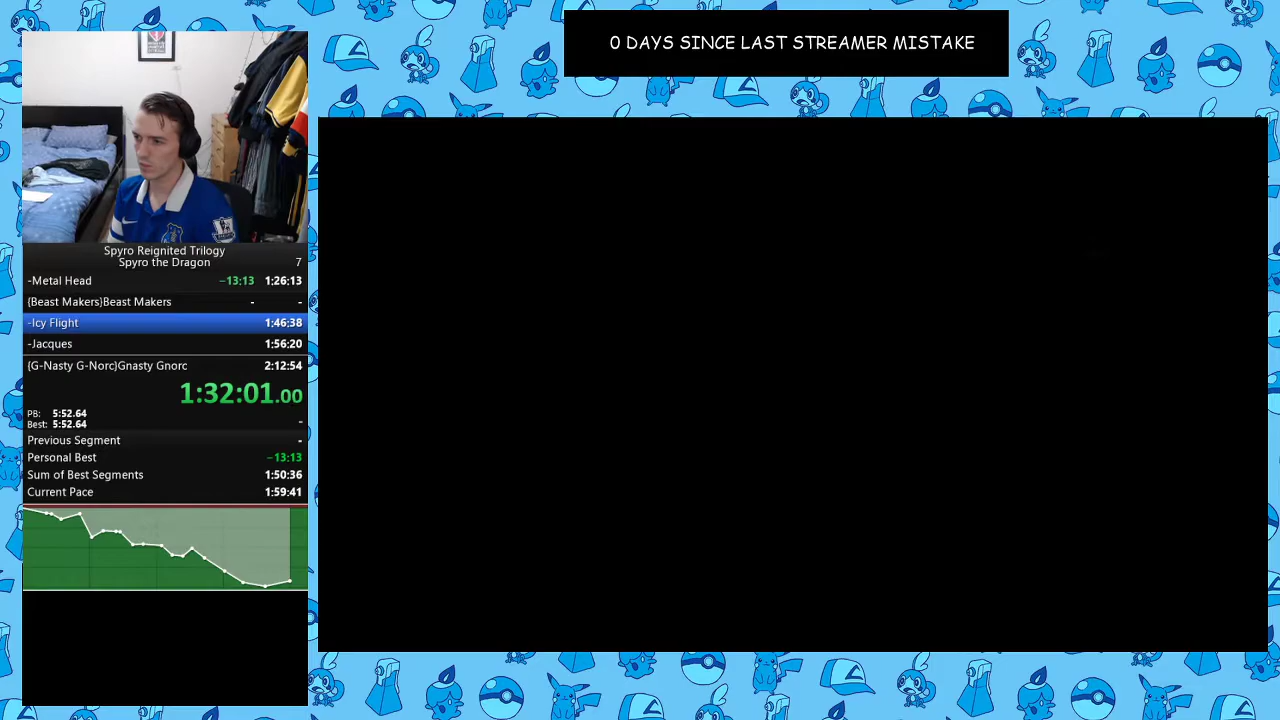 0 DAYS SINCE LAST STREAMER MISTAKE
Spyro Reignited Trilogy
Spyro the Dragon 7
-Metal Head −13:13 1:26:13
{Beast Makers}Beast Makers - -
-Icy Flight 1:46:38
-Jacques 1:56:20
{G-Nasty G-Norc}Gnasty Gnorc 2:12:54
1:32:01.00
PB: 5:52.64
Best: 5:52.64 -
Previous Segment -
Personal Best −13:13
Sum of Best Segments 1:50:36
Current Pace 1:59:41